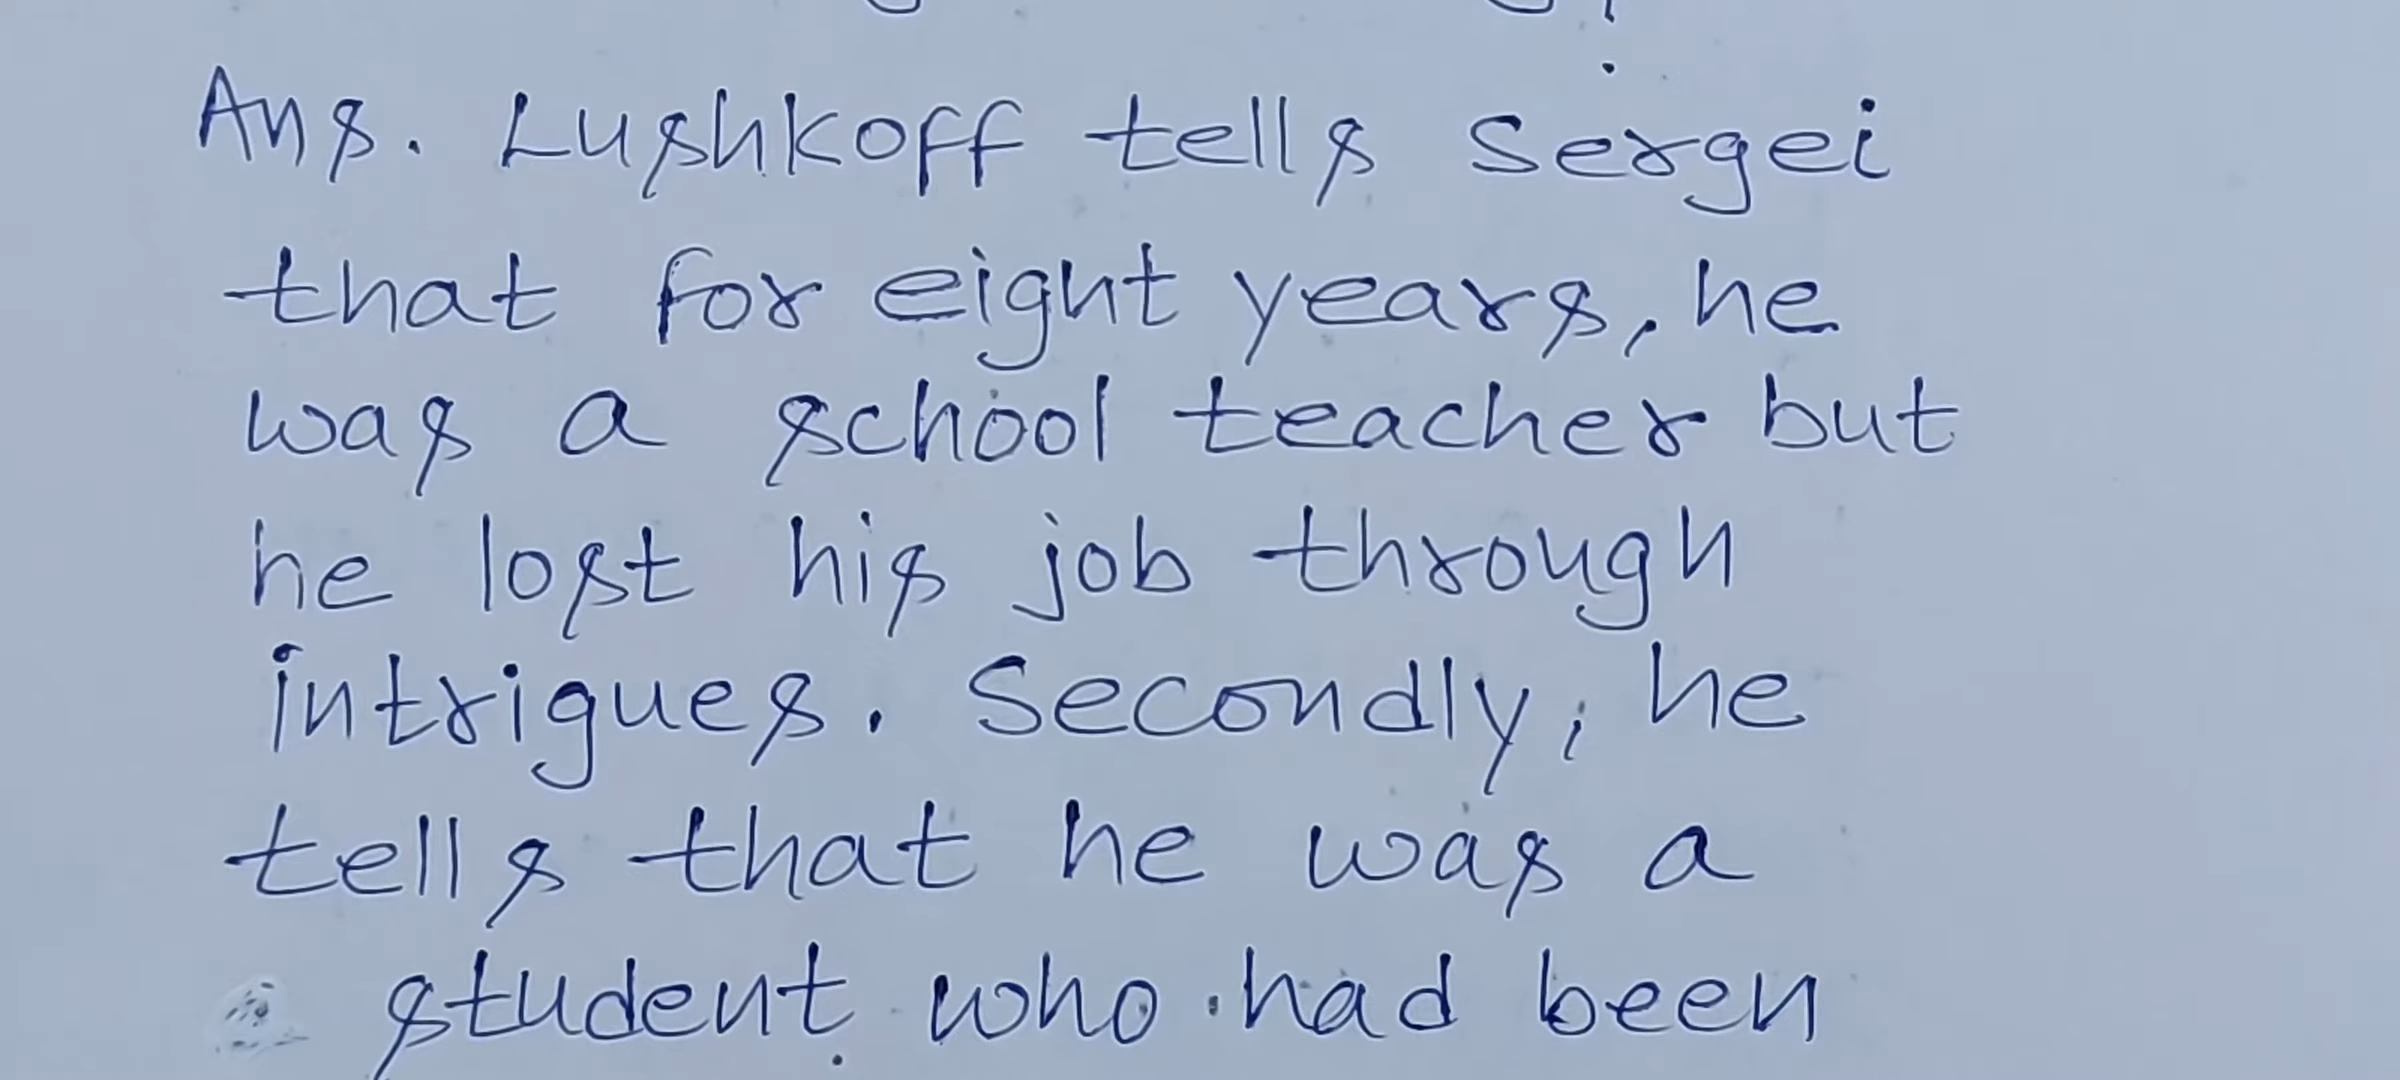 Ans. Lushkoff tells Sergei
that for eight years, he
was a school teacher but
he lost his job through
intrigues. Secondly, he
tells that he was a
student who had been